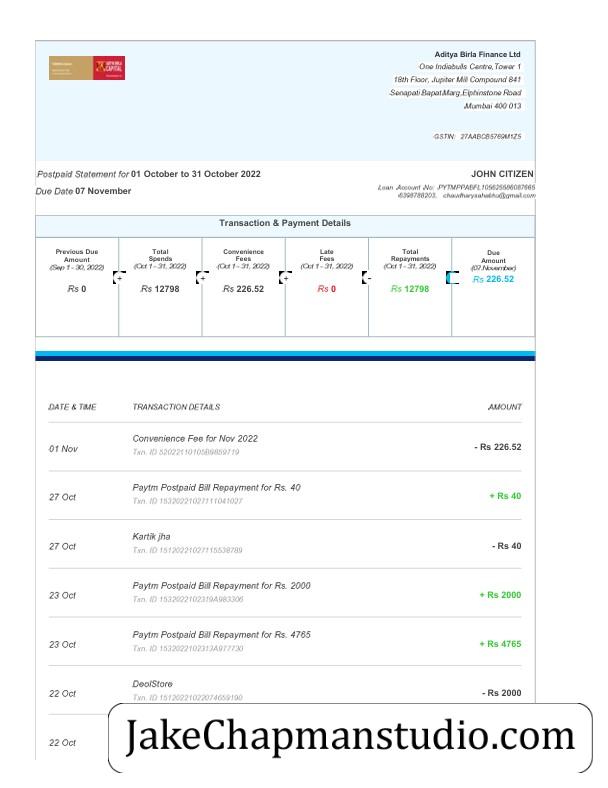 ADITYA BIRLA
CAPITAL
Aditya Birla Finance Ltd
One Indiabulls Centre,Tower 1
18th Floor, Jupiter Mill Compound 841
Senapati BapatMarg,Elphinstone Road
Mumbai 400 013
GSTIN: 27AABCB5769M1Z5
Postpaid Statement for 01 October to 31 October 2022
JOHN CITIZEN
Due Date 07 November
Loan Account No: PYTMPPABFL105625586087665
6398788203, chaudharysahabhu@gmail.com
Transaction & Payment Details
Previous Due Amount (Sep 1 - 30, 2022) Rs 0
+
Total Spends (Oct 1 - 31, 2022) Rs 12798
+
Convenience Fees (Oct 1 - 31, 2022) Rs 226.52
+
Late Fees (Oct 1 - 31, 2022) Rs 0
-
Total Repayments (Oct 1 - 31, 2022) Rs 12798
Due Amount (07.November) Rs 226.52
DATE & TIME TRANSACTION DETAILS AMOUNT
01 Nov Convenience Fee for Nov 2022 - Rs 226.52
Txn. ID 52022110105B9859719
27 Oct Paytm Postpaid Bill Repayment for Rs. 40 + Rs 40
Txn. ID 1532022102711104102​7
27 Oct Kartik jha - Rs 40
Txn. ID 15120221027115538789
23 Oct Paytm Postpaid Bill Repayment for Rs. 2000 + Rs 2000
Txn. ID 1532022102319A983306
23 Oct Paytm Postpaid Bill Repayment for Rs. 4765 + Rs 4765
Txn. ID 1532022102313A977730
22 Oct DeolStore - Rs 2000
Txn. ID 1512021022074659190
22 Oct
JakeChapmanstudio.com